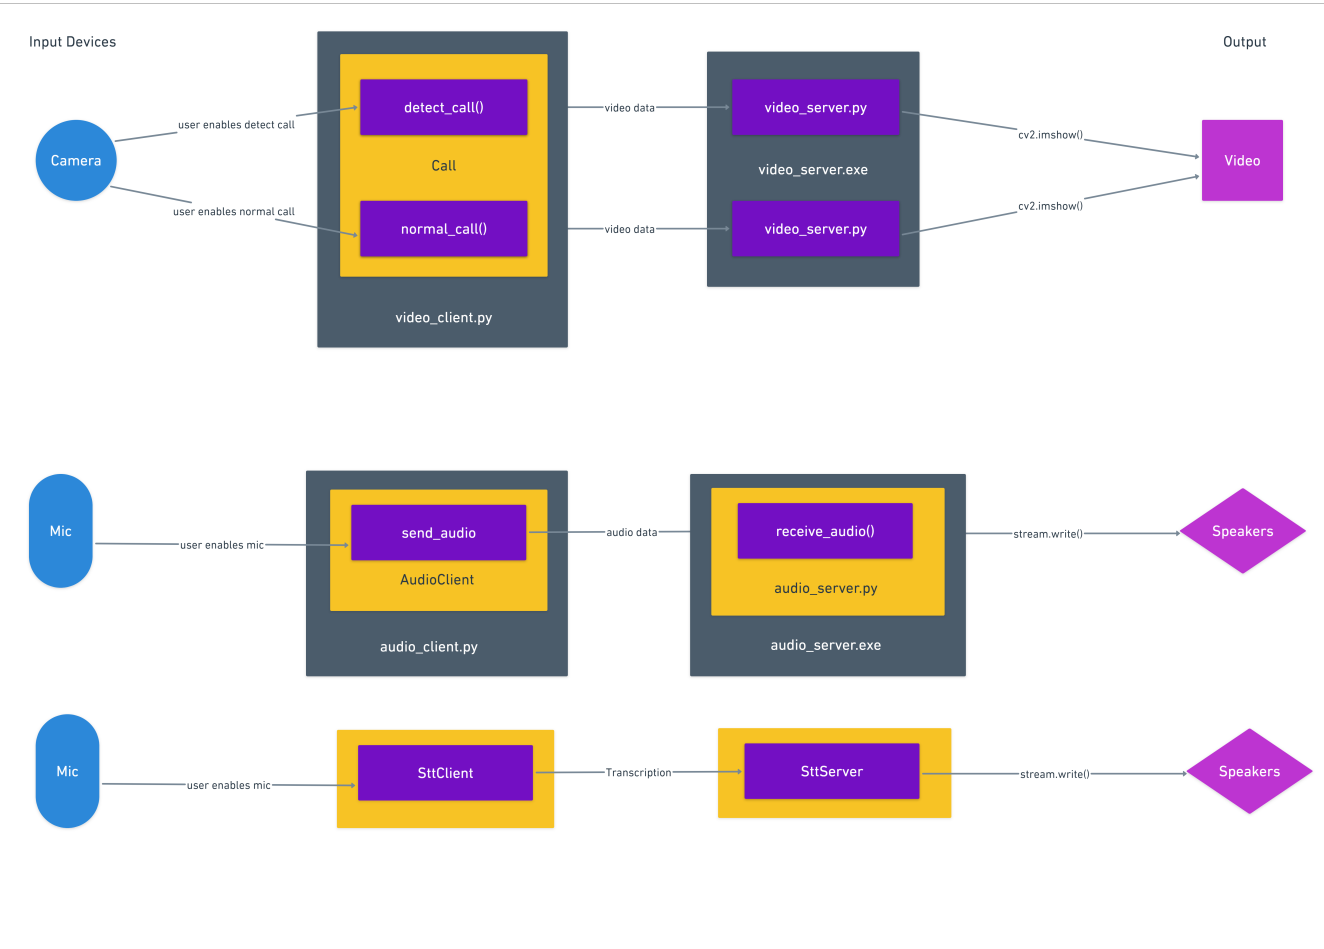 Input Devices
Output
detect_call()
video data
video_server.py
user enables detect call
cv2.imshow()
Camera
Call
video_server.exe
Video
user enables normal call
normal_call()
video data
video_server.py
cv2.imshow()
video_client.py
Mic
user enables mic
send_audio
audio data
receive_audio()
stream.write()
Speakers
AudioClient
audio_server.py
audio_client.py
audio_server.exe
Mic
user enables mic
SttClient
Transcription
SttServer
stream.write()
Speakers